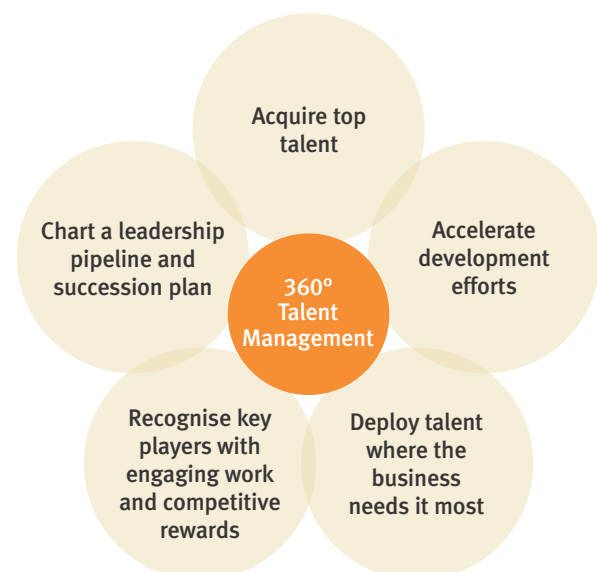 Acquire top
talent
Accelerate
development
efforts
Deploy talent
where the
business
needs it most
Recognise key
players with
engaging work
and competitive
rewards
Chart a leadership
pipeline and
succession plan
360º
Talent
Management